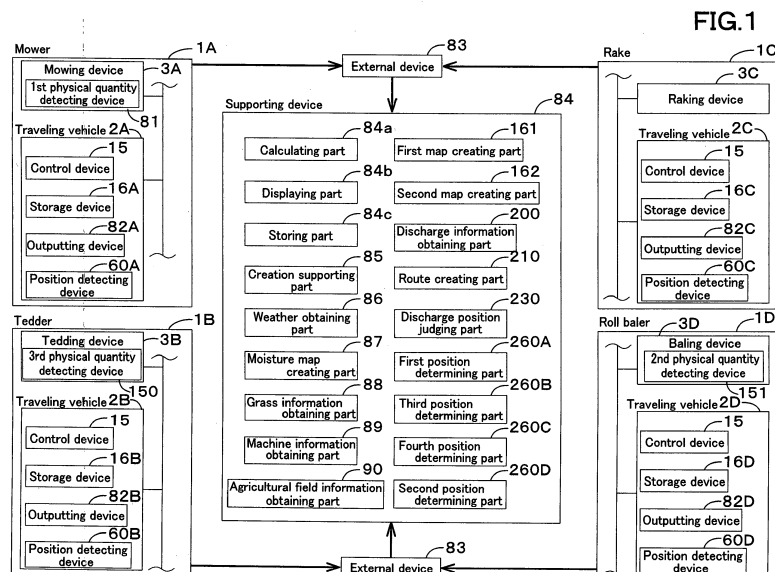 FIG.1
Mower
1A
Mowing device
3A
1st physical quantity
detecting device
81
Traveling vehicle 2A
15
Control device
16A
Storage device
82A
Outputting device
60A
Position detecting
device
Tedder
1B
Tedding device
3B
3rd physical quantity
detecting device
150
Traveling vehicle 2B
15
Control device
16B
Storage device
82B
Outputting device
60B
Position detecting
device
83
External device
Supporting device
84
84a
Calculating part
84b
Displaying part
84c
Storing part
85
Creation supporting
part
86
Weather obtaining
part
87
Moisture map
creating part
88
Grass information
obtaining part
89
Machine information
obtaining part
90
Agricultural field information
obtaining part
161
First map creating part
162
Second map creating part
200
Discharge information
obtaining part
210
Route creating part
230
Discharge position
judging part
260A
First position
determining part
260B
Third position
determining part
260C
Fourth position
determining part
260D
Second position
determining part
83
External device
Rake
1C
3C
Raking device
Traveling vehicle 2C
15
Control device
16C
Storage device
82C
Outputting device
60C
Position detecting
device
Roll baler
1D
3D
Baling device
2nd physical quantity
detecting device
151
Traveling vehicle 2D
15
Control device
16D
Storage device
82D
Outputting device
60D
Position detecting
device